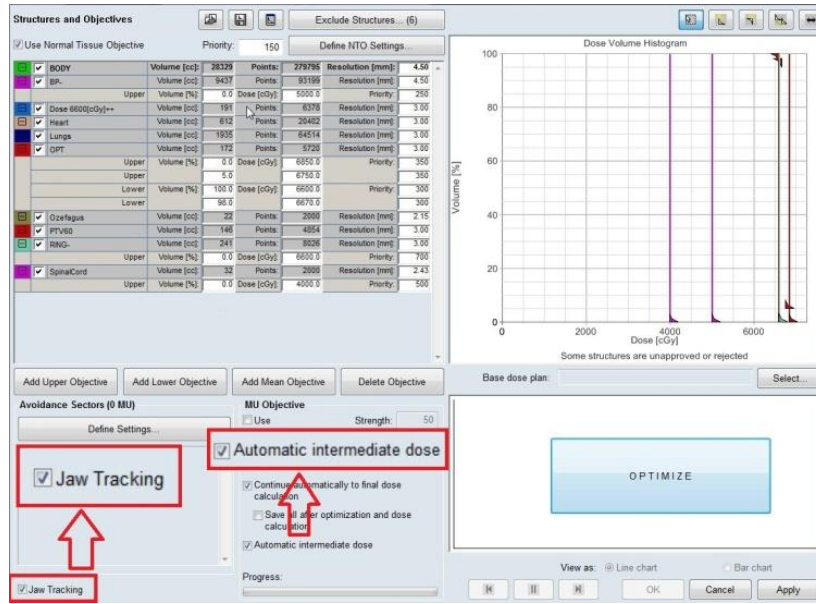 Structures and Objectives
Exclude Structures... (6)
Use Normal Tissue Objective Priority: 150 Define NTO Settings...
BODY Volume [cc]: 28329 Points: 279795 Resolution [mm]: 4.50
BP- Volume [cc]: 9437 Points: 93199 Resolution [mm]: 4.50
Upper Volume [%]: 0.0 Dose [cGy]: 5000.0 Priority: 250
Dose 6600[cGy]++ Volume [cc]: 191 Points: 6378 Resolution [mm]: 3.00
Heart Volume [cc]: 612 Points: 20402 Resolution [mm]: 3.00
Lungs Volume [cc]: 1935 Points: 64514 Resolution [mm]: 3.00
OPT Volume [cc]: 172 Points: 5720 Resolution [mm]: 3.00
Upper Volume [%]: 0.0 Dose [cGy]: 6850.0 Priority: 350
Upper 5.0 6750.0 350
Lower Volume [%]: 100.0 Dose [cGy]: 6600.0 Priority: 300
Lower 98.0 6670.0 300
Ozefagus Volume [cc]: 22 Points: 2000 Resolution [mm]: 2.15
PTV60 Volume [cc]: 146 Points: 4854 Resolution [mm]: 3.00
RING- Volume [cc]: 241 Points: 8026 Resolution [mm]: 3.00
Upper Volume [%]: 0.0 Dose [cGy]: 6600.0 Priority: 700
SpinalCord Volume [cc]: 32 Points: 2000 Resolution [mm]: 2.43
Upper Volume [%]: 0.0 Dose [cGy]: 4000.0 Priority: 500
Dose Volume Histogram
100
80
60
40
20
0
Volume [%]
0 2000 4000 6000
Dose [cGy]
Some structures are unapproved or rejected
Add Upper Objective Add Lower Objective Add Mean Objective Delete Objective
Base dose plan: Select...
Avoidance Sectors (0 MU)
Define Settings...
Jaw Tracking
Jaw Tracking
MU Objective
Use Strength: 50
Automatic intermediate dose
Continue automatically to final dose
calculation
Save all after optimization and dose
calculation
Automatic intermediate dose
Progress:
OPTIMIZE
View as: Line chart Bar chart
OK Cancel Apply